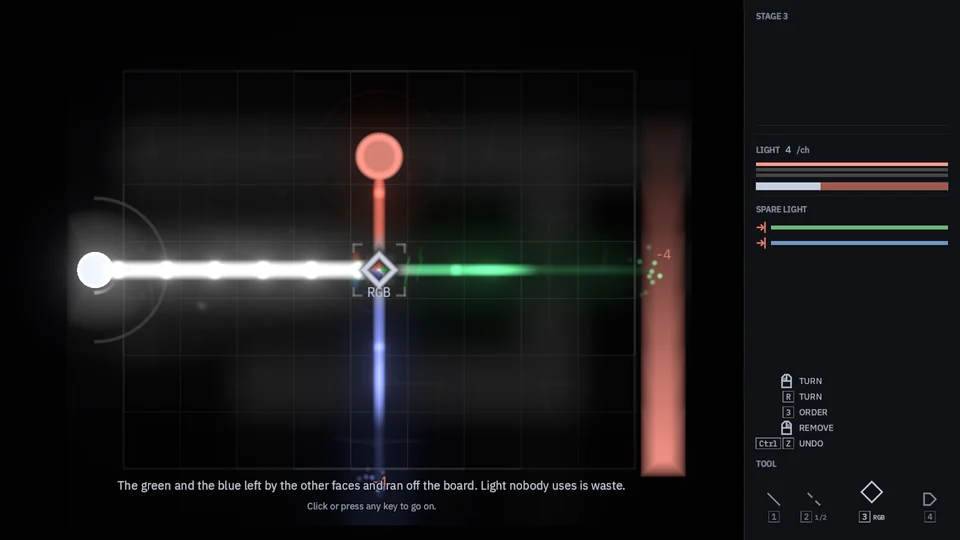 STAGE 3
LIGHT 4 /ch
SPARE LIGHT
-4
RGB
The green and the blue left by the other faces and ran off the board. Light nobody uses is waste.
Click or press any key to go on.
TURN
R TURN
3 ORDER
REMOVE
Ctrl Z UNDO
TOOL
1 2 1/2 3 RGB 4